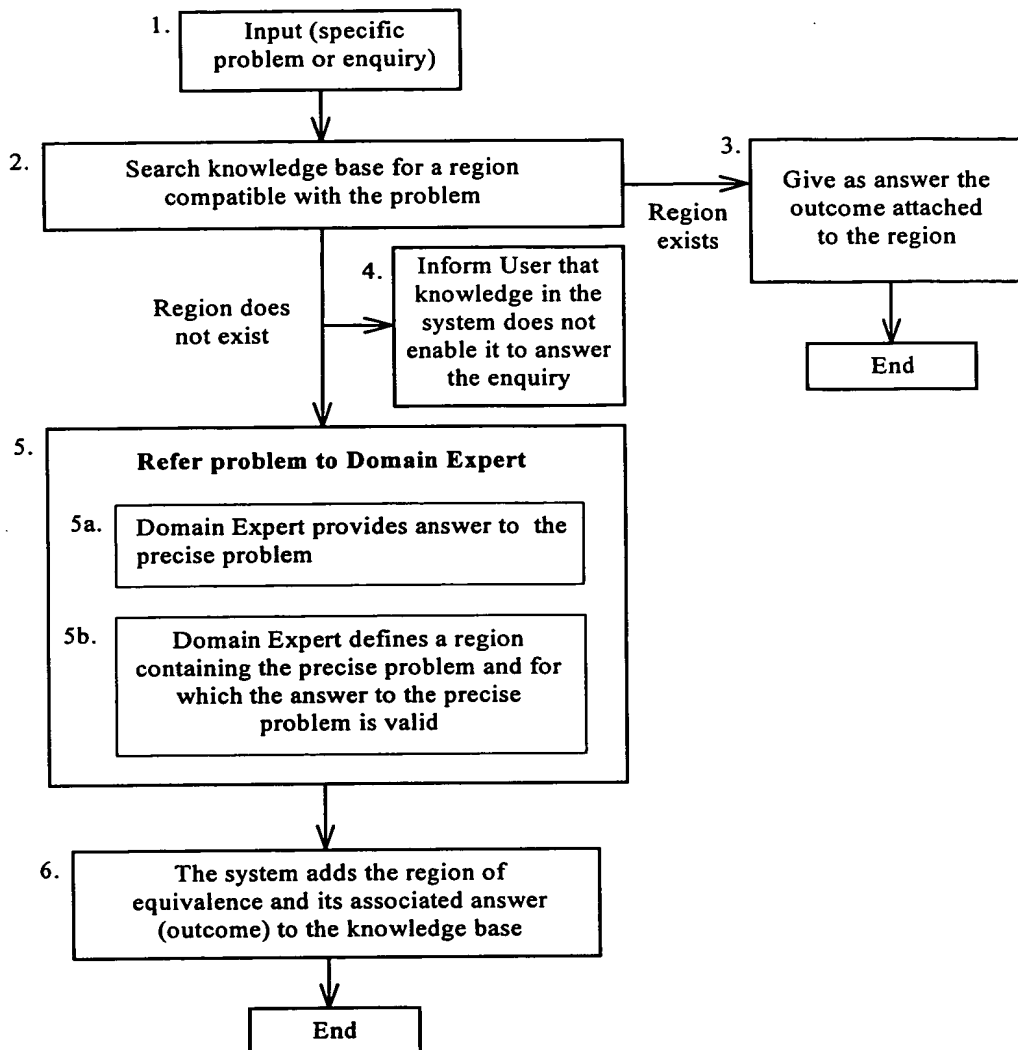 1.
Input (specific
problem or enquiry)
2.
Search knowledge base for a region
compatible with the problem
Region
exists
3.
Give as answer the
outcome attached
to the region
End
Region does
not exist
4.
Inform User that
knowledge in the
system does not
enable it to answer
the enquiry
5.
Refer problem to Domain Expert
5a.
Domain Expert provides answer to the
precise problem
5b.
Domain Expert defines a region
containing the precise problem and for
which the answer to the precise
problem is valid
6.
The system adds the region of
equivalence and its associated answer
(outcome) to the knowledge base
End